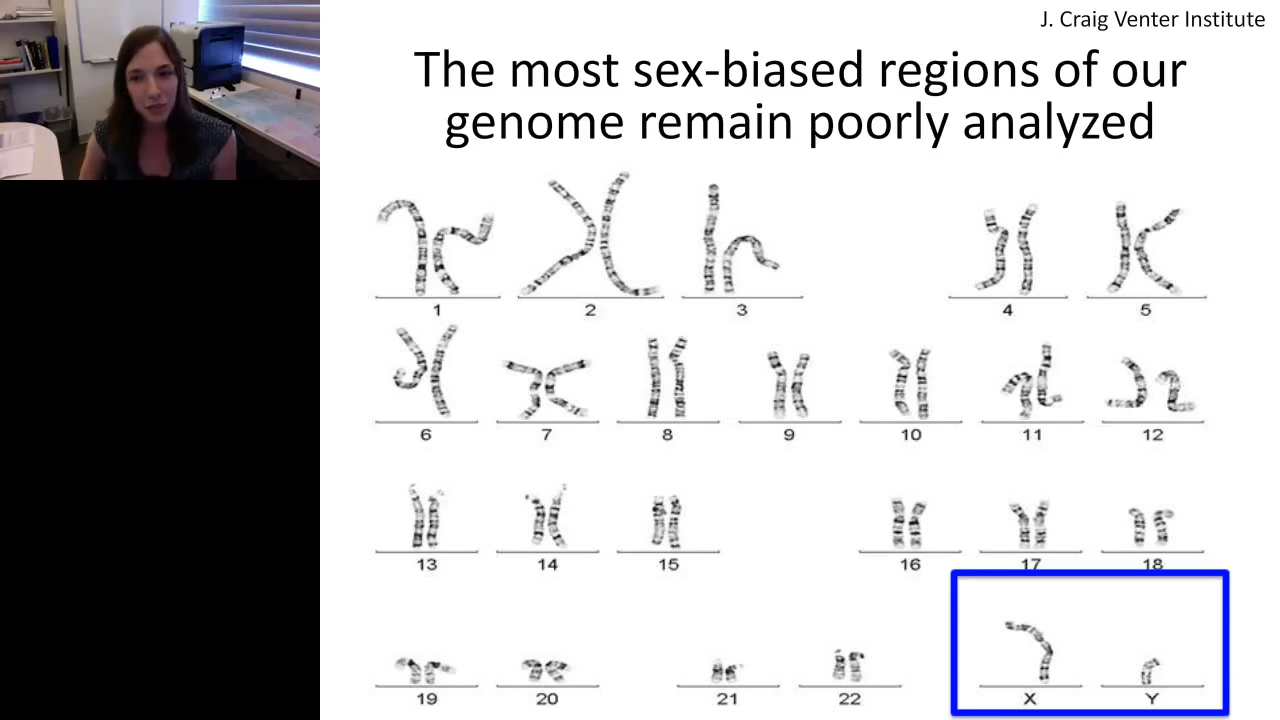 J. Craig Venter Institute
The most sex-biased regions of our
genome remain poorly analyzed
1 2 3 4 5
6 7 8 9 10 11 12
13 14 15 16 17 18
19 20 21 22 X Y